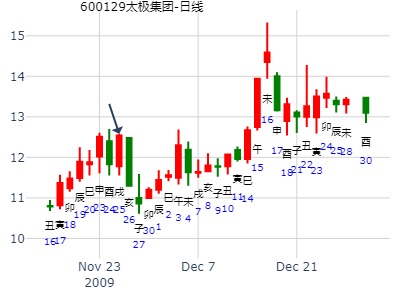 600129太极集团-日线
15
14
13
12
11
10
丑
16
寅
17
卯
18
辰
19
巳
20
申
23
酉
24
戌
25
亥
26
子
27
卯
30
辰
1
巳
2
午
3
未
4
戌
7
亥
8
子
9
丑
10
寅
11
巳
14
午
15
未
16
申
17
酉
18
子
21
丑
22
寅
23
卯
24
辰
25
未
28
酉
30
Nov 23
2009
Dec 7
Dec 21